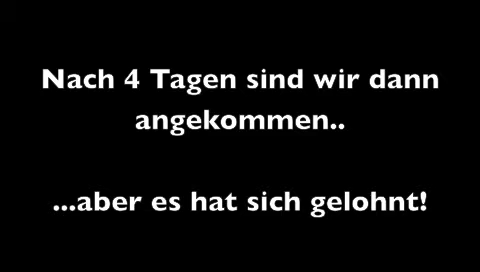 Nach 4 Tagen sind wir dann
angekommen..
...aber es hat sich gelohnt!